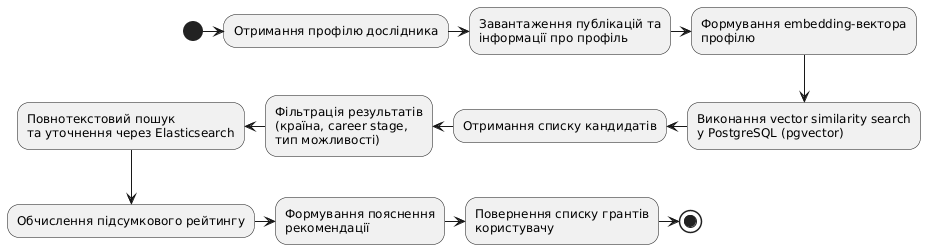 Отримання профілю дослідника
Завантаження публікацій та
інформації про профіль
Формування embedding-вектора
профілю
Виконання vector similarity search
у PostgreSQL (pgvector)
Отримання списку кандидатів
Фільтрація результатів
(країна, career stage,
тип можливості)
Повнотекстовий пошук
та уточнення через Elasticsearch
Обчислення підсумкового рейтингу
Формування пояснення
рекомендації
Повернення списку грантів
користувачу